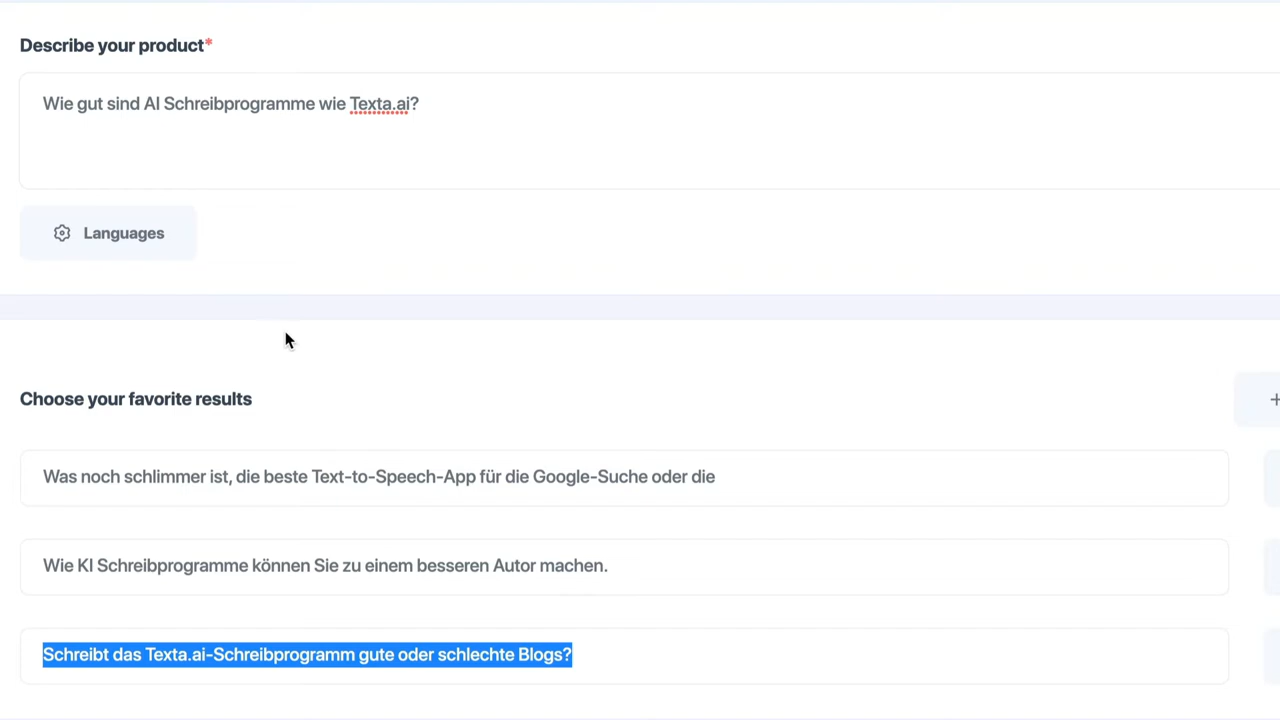 Describe your product*
Wie gut sind AI Schreibprogramme wie Texta.ai?
Languages
Choose your favorite results
Was noch schlimmer ist, die beste Text-to-Speech-App für die Google-Suche oder die
Wie KI Schreibprogramme können Sie zu einem besseren Autor machen.
Schreibt das Texta.ai-Schreibprogramm gute oder schlechte Blogs?